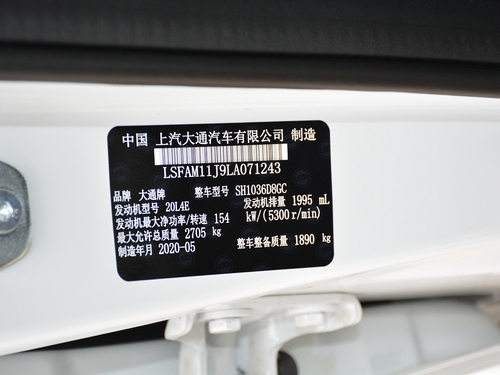 中国 上汽大通汽车有限公司 制造
LSFAM11J9LA071243
品牌 大通牌 整车型号 SH1036D8GC
发动机型号 20L4E 发动机排量 1995 mL
发动机最大净功率/转速 154 kW/(5300 r/min)
最大允许总质量 2705 kg
制造年月 2020-05 整车整备质量 1890 kg